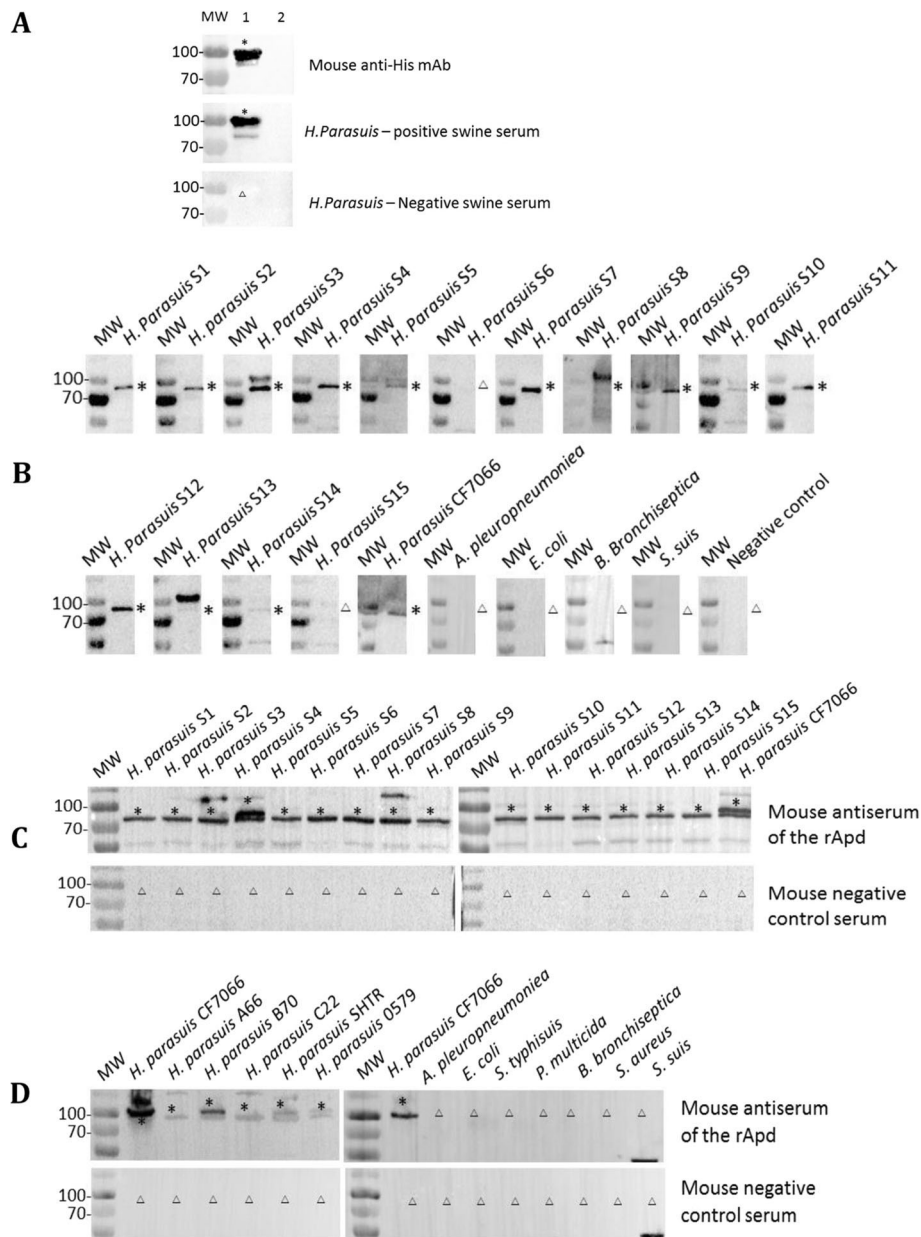 A
MW 1 2
100-
70-
*
Mouse anti-His mAb
100-
70-
*
H.Parasuis – positive swine serum
100-
70-
△
H.Parasuis – Negative swine serum
MW H. Parasuis S1 MW H. parasuis S2 MW H. Parasuis S3 MW H. Parasuis S4 MW H. Parasuis S5 MW H. Parasuis S6 MW H. Parasuis S7 MW H. Parasuis S8 MW H. Parasuis S9 MW H. Parasuis S10 MW H. Parasuis S11
100-
70-
* * * * * △ * * * * *
B
MW H. Parasuis S12 MW H. Parasuis S13 MW H. Parasuis S14 MW H. Parasuis S15 MW H. Parasuis CF7066 MW A. pleuropneumoniea MW E. coli MW B. Bronchiseptica MW S. suis MW Negative control
100-
70-
* * * △ * △ △ △ △ △
C
MW H. parasuis S1 H. parasuis S2 H. parasuis S3 H. parasuis S4 H. parasuis S5 H. parasuis S6 H. parasuis S7 H. parasuis S8 H. parasuis S9 MW H. parasis S10 H. parasuis S11 H. parasuis S12 H. parasuis S13 H. parasuis S14 H. parasuis S15 H. parasuis CF7066
100-
70-
* * * * * * * * * * * * * * * *
Mouse antiserum
of the rApd
100-
70-
△ △ △ △ △ △ △ △ △ △ △ △ △ △ △ △
Mouse negative
control serum
D
MW H. parasuis CF7066 H. parasuis A66 H. parasuis B70 H. parasuis C22 H. parasuis SHTR H. parasuis 0579 MW H. parasuis CF7066 A. pleuropneumoniea E. coli S. typhisuis P. multicida B. bronchiseptica S. aureus S. suis
100-
70-
* * * * * * * △ △ △ △ △ △ △
Mouse antiserum
of the rApd
100-
70-
△ △ △ △ △ △ △ △ △ △ △ △ △ △
Mouse negative
control serum